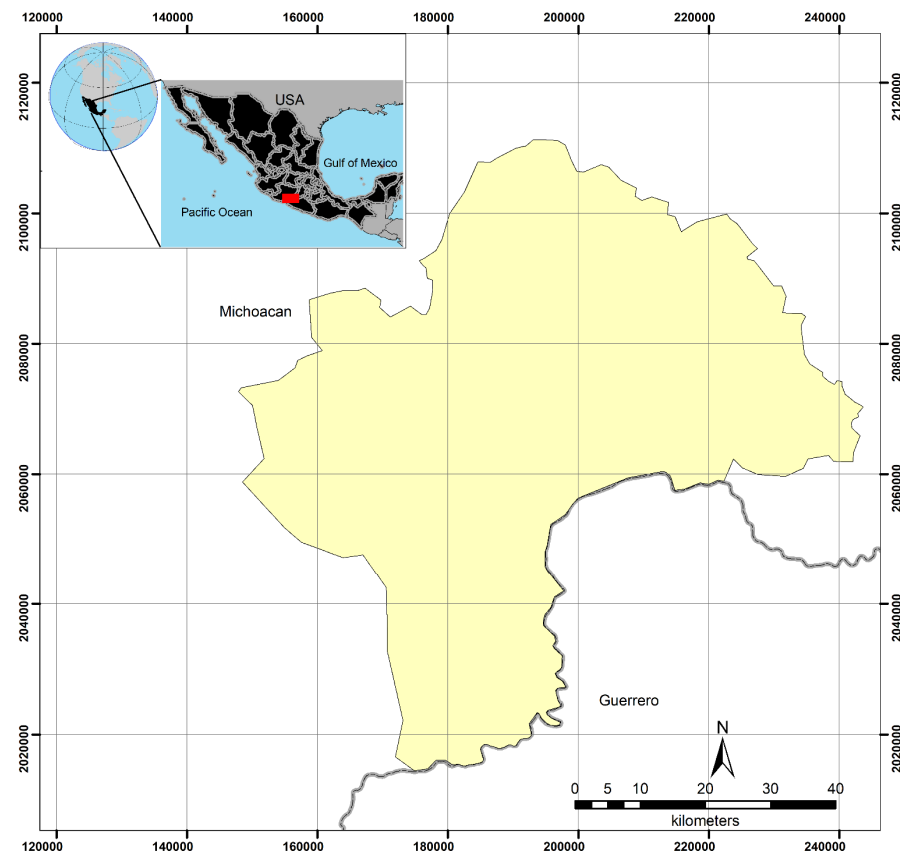 120000 140000 160000 180000 200000 220000 240000
2120000 2120000
USA
Gulf of Mexico
Pacific Ocean
2100000 2100000
Michoacan
2080000 2080000
2060000 2060000
2040000 2040000
Guerrero
2020000 2020000
N
0 5 10 20 30 40
kilometers
120000 140000 160000 180000 200000 220000 240000